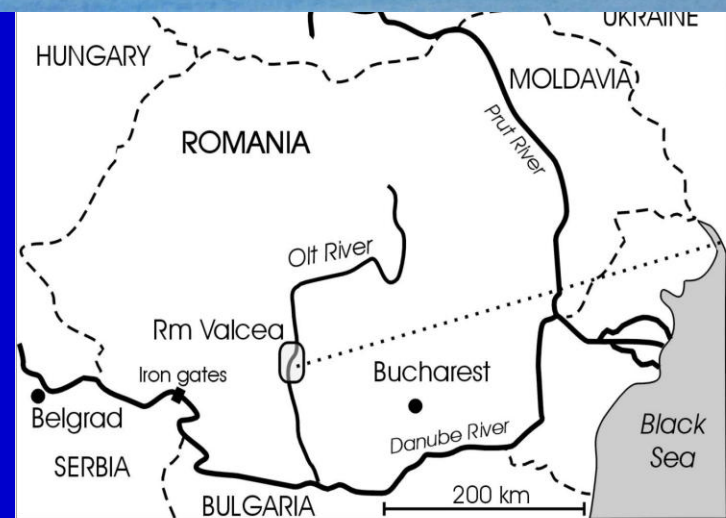 UKRAINE
HUNGARY
MOLDAVIA
ROMANIA
Prut River
Olt River
Rm Valcea
Iron gates
Bucharest
Belgrad
Danube River
Black
Sea
SERBIA
200 km
BULGARIA